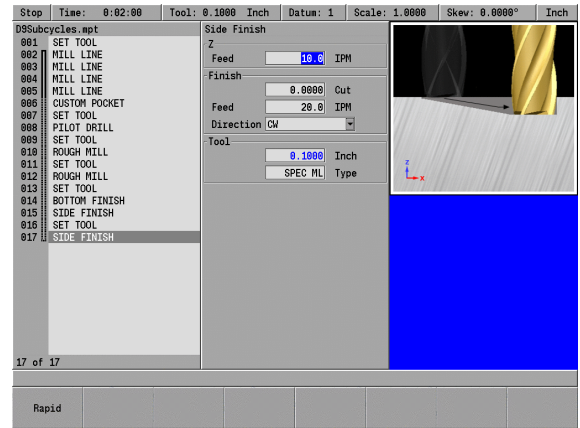 Stop Time: 0:02:00 Tool: 0.1000 Inch Datum: 1 Scale: 1.0000 Skew: 0.0000° Inch
D9Subcycles.mpt
001 SET TOOL
002 MILL LINE
003 MILL LINE
004 MILL LINE
005 MILL LINE
006 CUSTOM POCKET
007 SET TOOL
008 PILOT DRILL
009 SET TOOL
010 ROUGH MILL
011 SET TOOL
012 ROUGH MILL
013 SET TOOL
014 BOTTOM FINISH
015 SIDE FINISH
016 SET TOOL
017 SIDE FINISH
17 of 17
Side Finish
Z
Feed 10.0 IPM
Finish
0.0000 Cut
Feed 20.0 IPM
Direction CW
Tool
0.1000 Inch
SPEC ML Type
z
x
Rapid